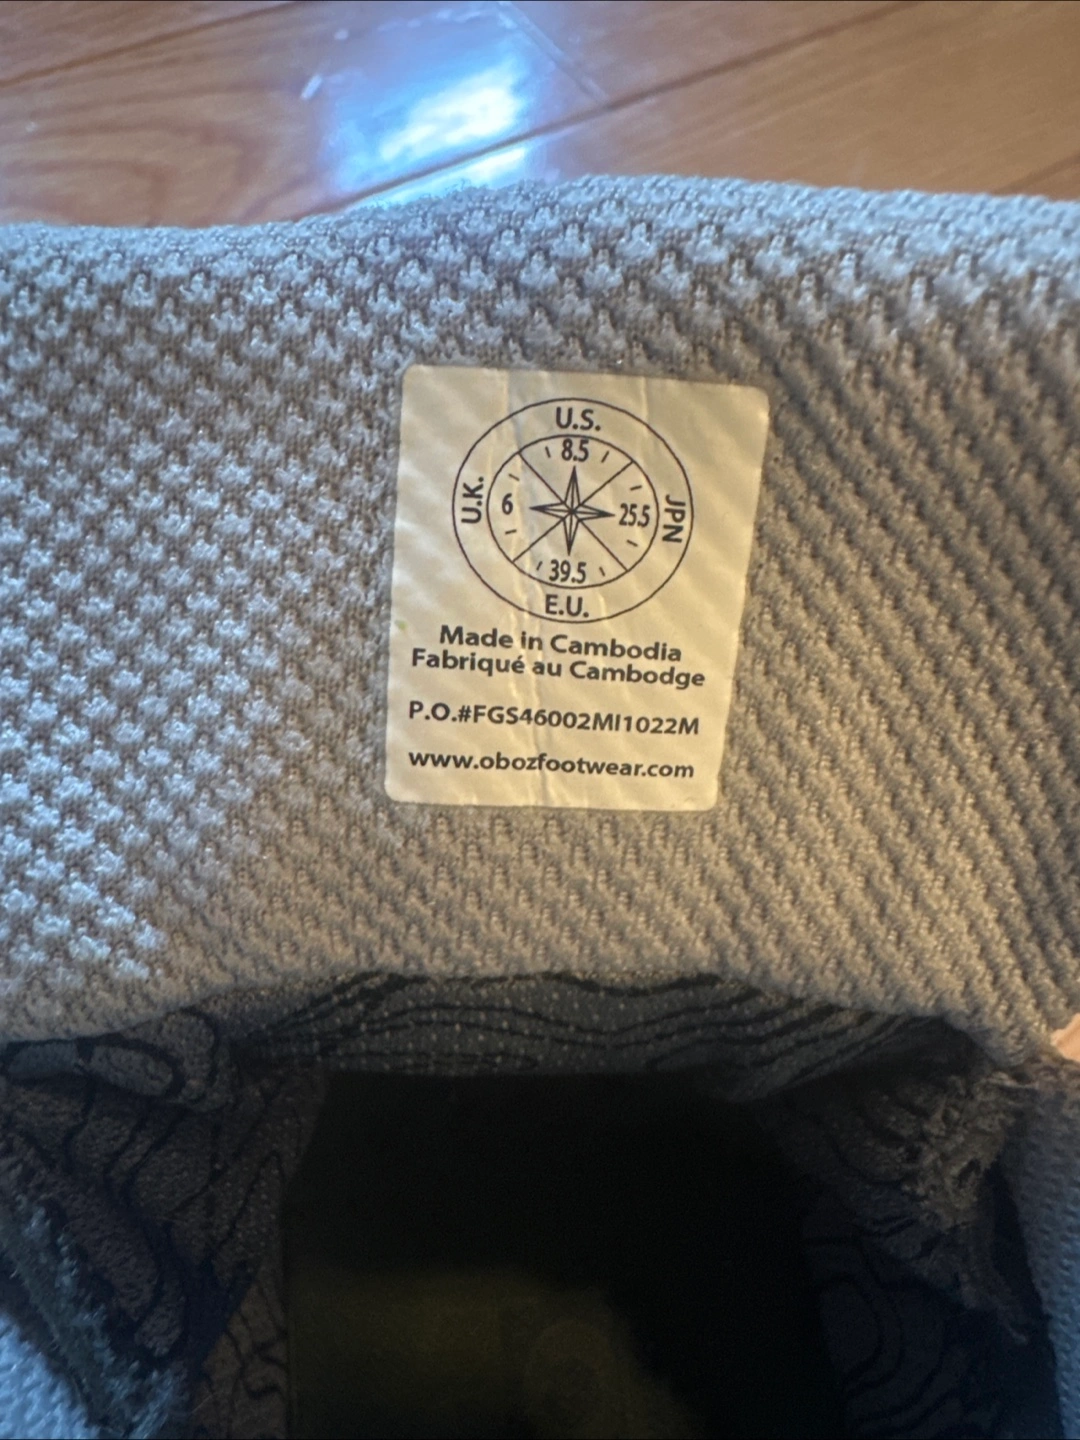 U.S.
8.5
U.K.
6
25.5
JPN
39.5
E.U.
Made in Cambodia
Fabriqué au Cambodge
P.O.#FGS46002MI1022M
www.obozfootwear.com